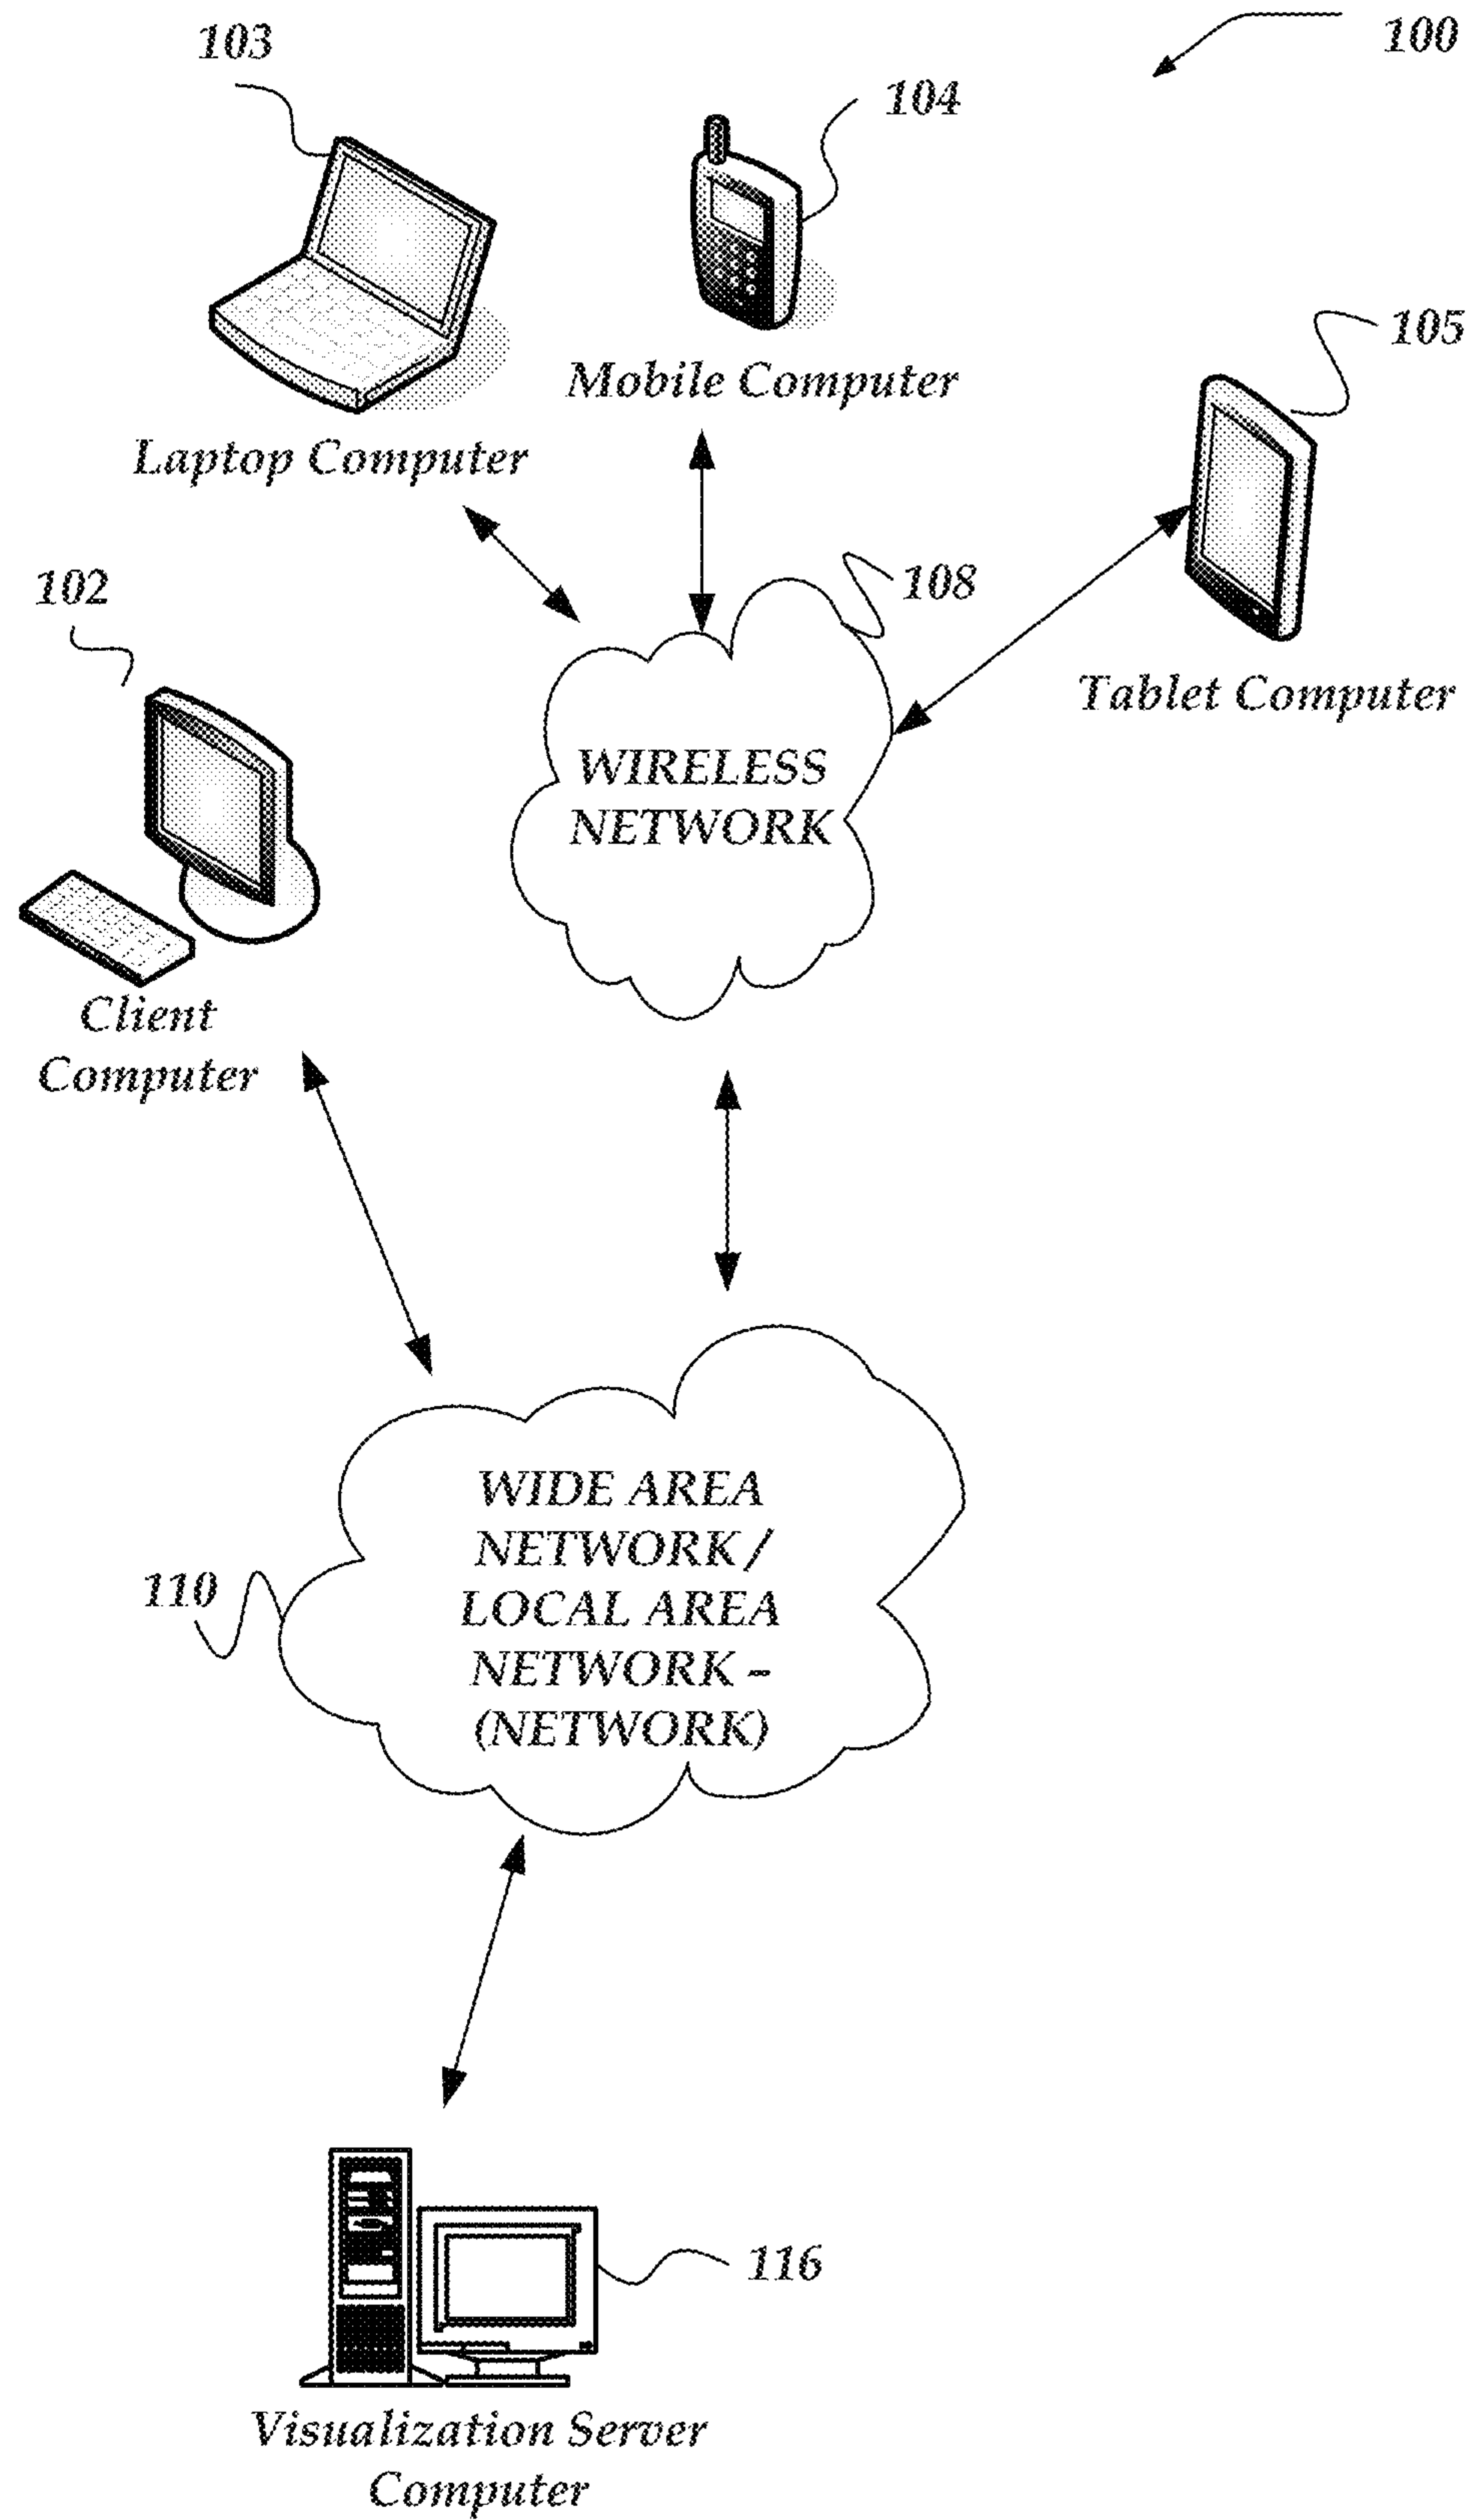 100
103
104
Mobile Computer
105
Laptop Computer
102
108
Tablet Computer
WIRELESS
NETWORK
Client
Computer
WIDE AREA
NETWORK /
LOCAL AREA
NETWORK –
(NETWORK)
110
116
Visualization Server
Computer